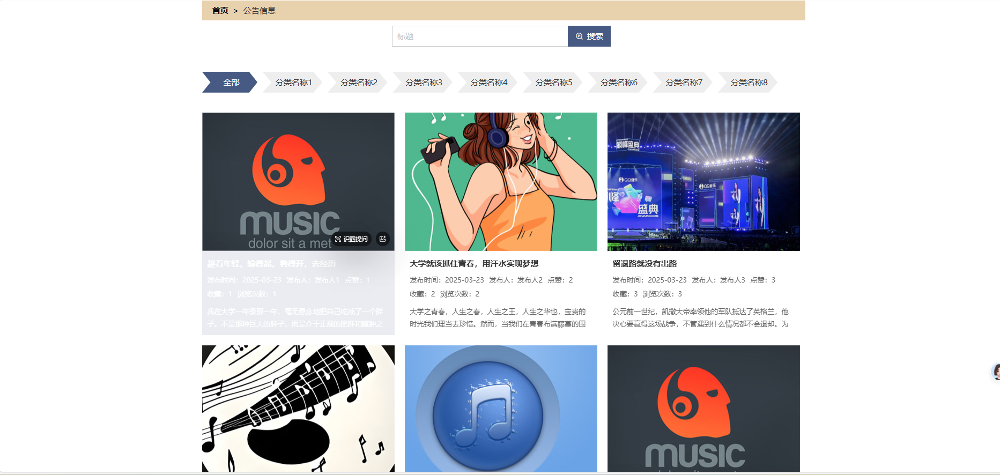 首页 > 公告信息
标题
搜索
全部
分类名称1
分类名称2
分类名称3
分类名称4
分类名称5
分类名称6
分类名称7
分类名称8
MUSIC
dolor sit a met
识图提问
趁着年轻，输得起，看得开，去经历
发布时间：2025-03-23 发布人：发布人1 点赞：1
收藏：1 浏览次数：1
我在大学一年级那一年，毫无悬念地把自己吃成了一个胖
子。不是那种巨大的胖子，而是介于正规的肥胖和臃肿之
大学就该抓住青春，用汗水实现梦想
发布时间：2025-03-23 发布人：发布人2 点赞：2
收藏：2 浏览次数：2
大学之青春，人生之春，人生之王，人生之华也，宝贵的
时光我们理当去珍惜。然而，当我们在青春布满藤蔓的围
巅峰盛典
QQ音乐
QQ音乐
盛典
留退路就没有出路
发布时间：2025-03-23 发布人：发布人3 点赞：3
收藏：3 浏览次数：3
公元前一世纪，凯撒大帝率领他的军队抵达了英格兰，他
决心要赢得这场战争，不管遇到什么情况都不会退却。为
MUSIC